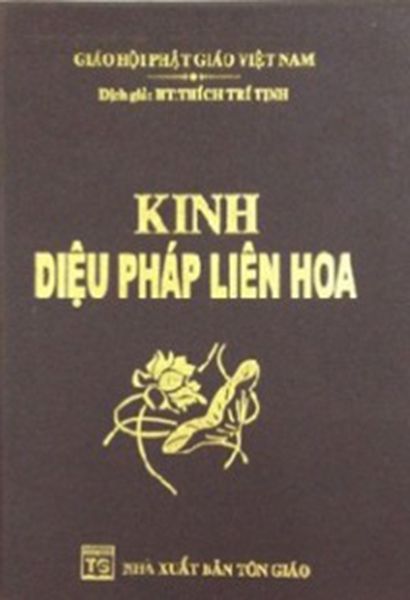 GIÁO HỘI PHẬT GIÁO VIỆT NAM
Dịch giả: HT.THÍCH TRÍ TỊNH
KINH
DIỆU PHÁP LIÊN HOA
TG NHÀ XUẤT BẢN TÔN GIÁO